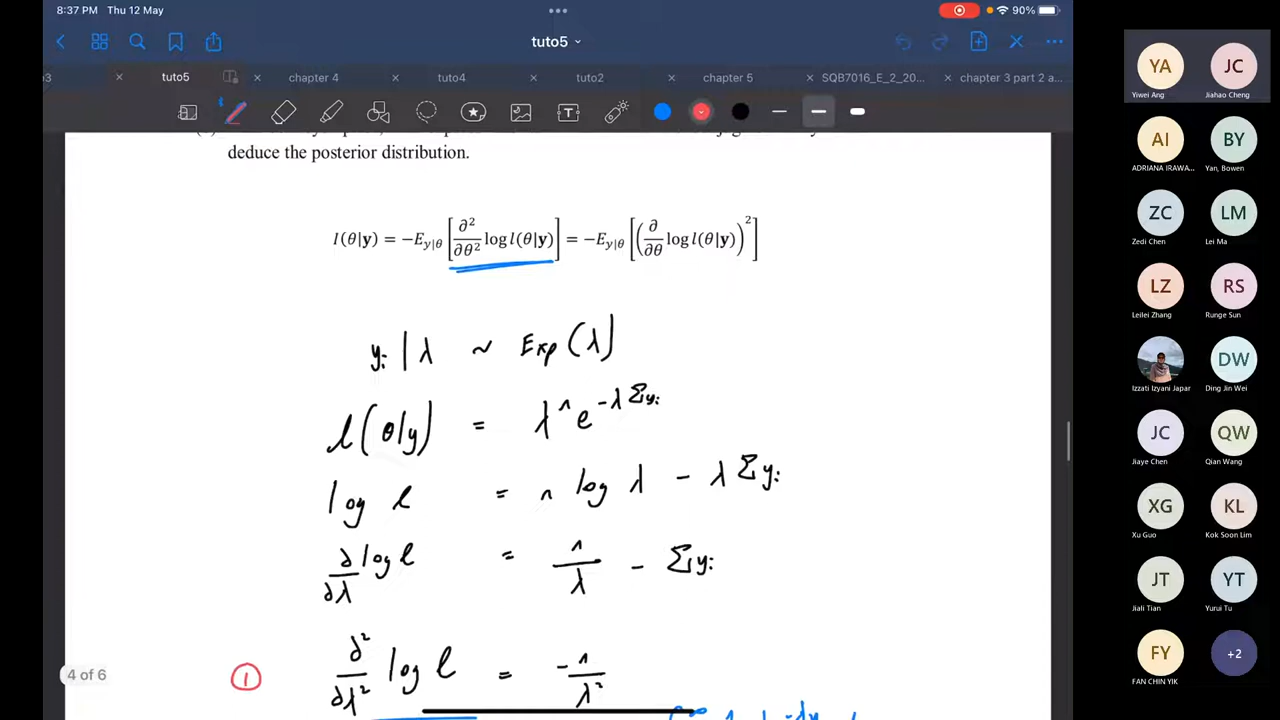 8:37 PM Thu 12 May
90%
tuto5
tuto5
chapter 4
tuto4
tuto2
chapter 5
SQB7016_E_2_20...
chapter 3 part 2 a...
deduce the posterior distribution.
I(θ|y) = −E_{y|θ} [∂²/∂θ² log l(θ|y)] = −E_{y|θ} [(∂/∂θ log l(θ|y))²]
yᵢ | λ ~ Exp(λ)
l(θ|y) = λⁿ e^{−λ Σyᵢ}
log l = n log λ − λ Σyᵢ
∂/∂λ log l = n/λ − Σyᵢ
① ∂²/∂λ² log l = −n/λ²
4 of 6
YA
JC
Yiwei Ang
Jiahao Cheng
AI
BY
ADRIANA IRAWA...
Yan, Bowen
ZC
LM
Zedi Chen
Lei Ma
LZ
RS
Leilei Zhang
Runge Sun
DW
Izzati Izyani Japar
Ding Jin Wei
JC
QW
Jiaye Chen
Qian Wang
XG
KL
Xu Guo
Kok Soon Lim
JT
YT
Jiali Tian
Yurui Tu
FY
+2
FAN CHIN YIK